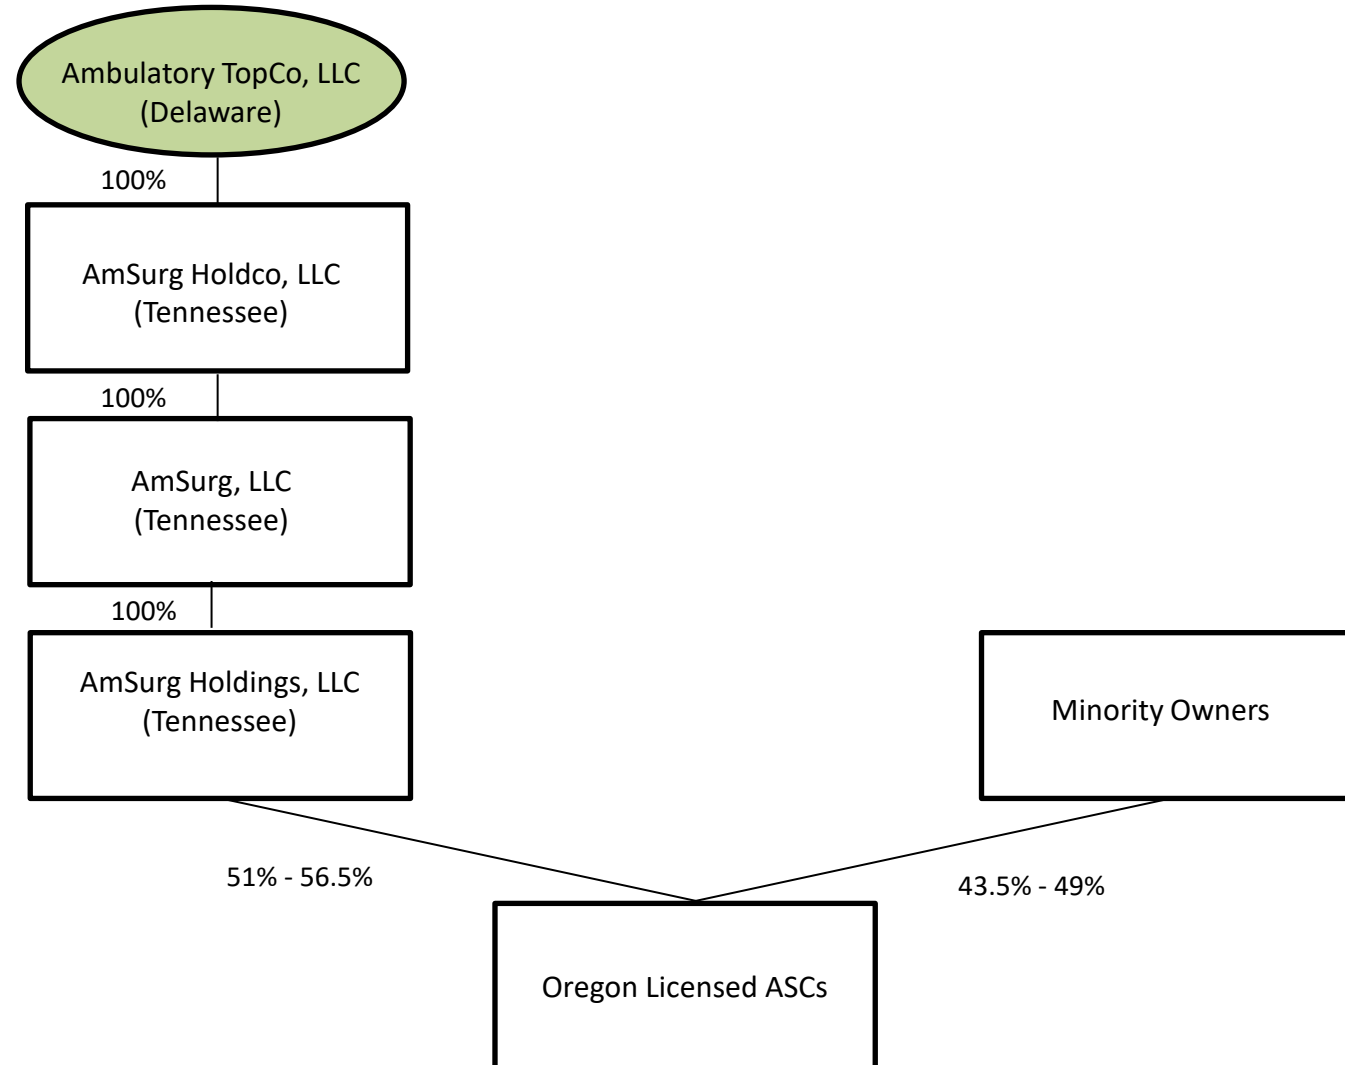 Ambulatory TopCo, LLC
(Delaware)
100%
AmSurg Holdco, LLC
(Tennessee)
100%
AmSurg, LLC
(Tennessee)
100%
AmSurg Holdings, LLC
(Tennessee)
Minority Owners
51% - 56.5%
43.5% - 49%
Oregon Licensed ASCs